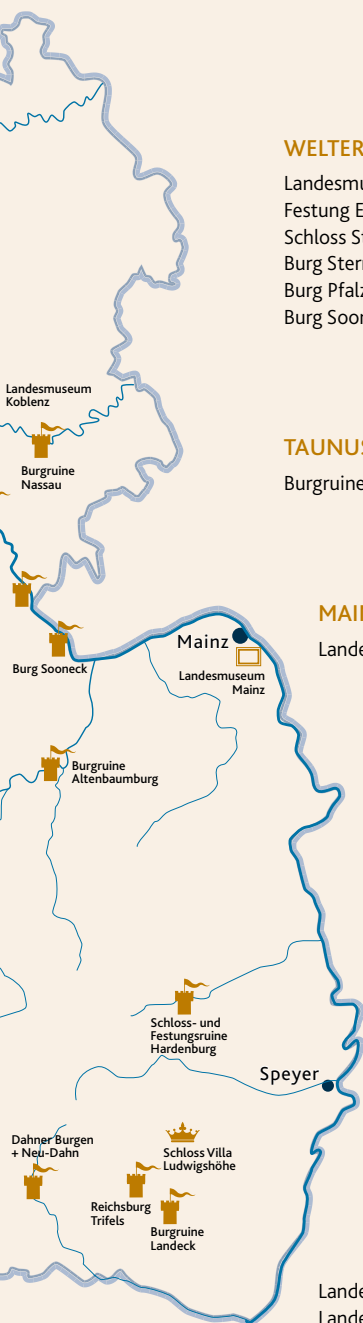 WELTER
Landesmu
Festung E
Schloss St
Burg Sterr
Burg Pfalz
Burg Soon
Landesmuseum
Koblenz
Burgruine
Nassau
TAUNUS
Burgruine
MAI
Lande
Mainz
Landesmuseum
Mainz
Burg Sooneck
Burgruine
Altenbaumburg
Schloss- und
Festungsruine
Hardenburg
Speyer
Dahner Burgen
+ Neu-Dahn
Schloss Villa
Ludwigshöhe
Reichsburg
Trifels
Burgruine
Landeck
Lande
Lande